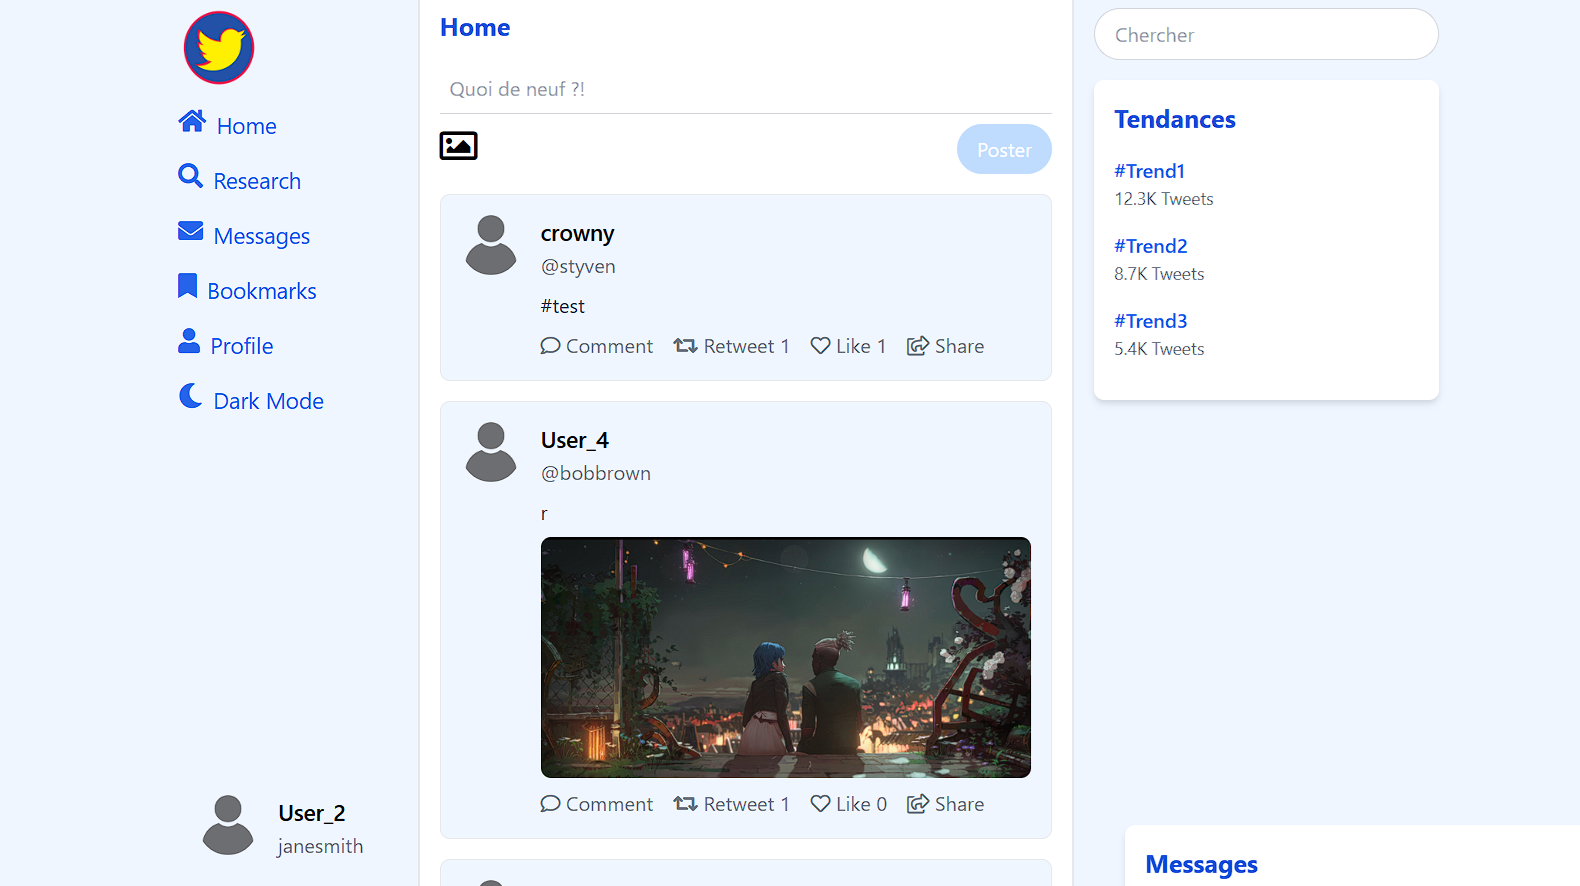 Home
Research
Messages
Bookmarks
Profile
Dark Mode
User_2
janesmith
Home
Quoi de neuf ?!
Poster
crowny
@styven
#test
Comment Retweet 1 Like 1 Share
User_4
@bobbrown
r
Comment Retweet 1 Like 0 Share
Chercher
Tendances
#Trend1
12.3K Tweets
#Trend2
8.7K Tweets
#Trend3
5.4K Tweets
Messages